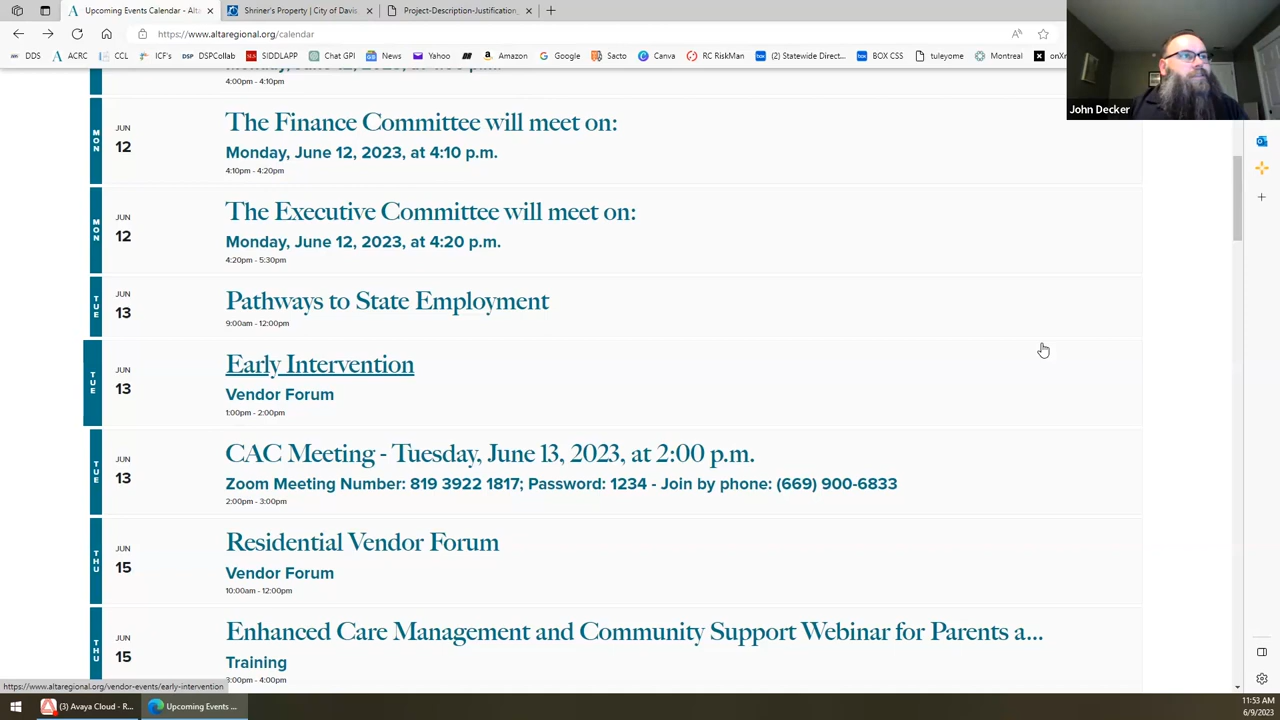 Upcoming Events Calendar - Alta
Shriner's Property | City of Davis
Project-Description-Justification_
https://www.altaregional.org/calendar
DDS
ACRC
CCL
ICF's
DSPCollab
SIDDLAPP
Chat GPI
News
Yahoo
Amazon
Google
Sacto
Canva
RC RiskMan
(2) Statewide Direct...
BOX CSS
tuleyome
Montreal
onX
John Decker
4:00pm - 4:10pm
MON
JUN
12
The Finance Committee will meet on:
Monday, June 12, 2023, at 4:10 p.m.
4:10pm - 4:20pm
MON
JUN
12
The Executive Committee will meet on:
Monday, June 12, 2023, at 4:20 p.m.
4:20pm - 5:30pm
TUE
JUN
13
Pathways to State Employment
9:00am - 12:00pm
TUE
JUN
13
Early Intervention
Vendor Forum
1:00pm - 2:00pm
TUE
JUN
13
CAC Meeting - Tuesday, June 13, 2023, at 2:00 p.m.
Zoom Meeting Number: 819 3922 1817; Password: 1234 - Join by phone: (669) 900-6833
2:00pm - 3:00pm
THU
JUN
15
Residential Vendor Forum
Vendor Forum
10:00am - 12:00pm
THU
JUN
15
Enhanced Care Management and Community Support Webinar for Parents a...
Training
3:00pm - 4:00pm
https://www.altaregional.org/vendor-events/early-intervention
(3) Avaya Cloud - R...
Upcoming Events ...
11:53 AM
6/9/2023